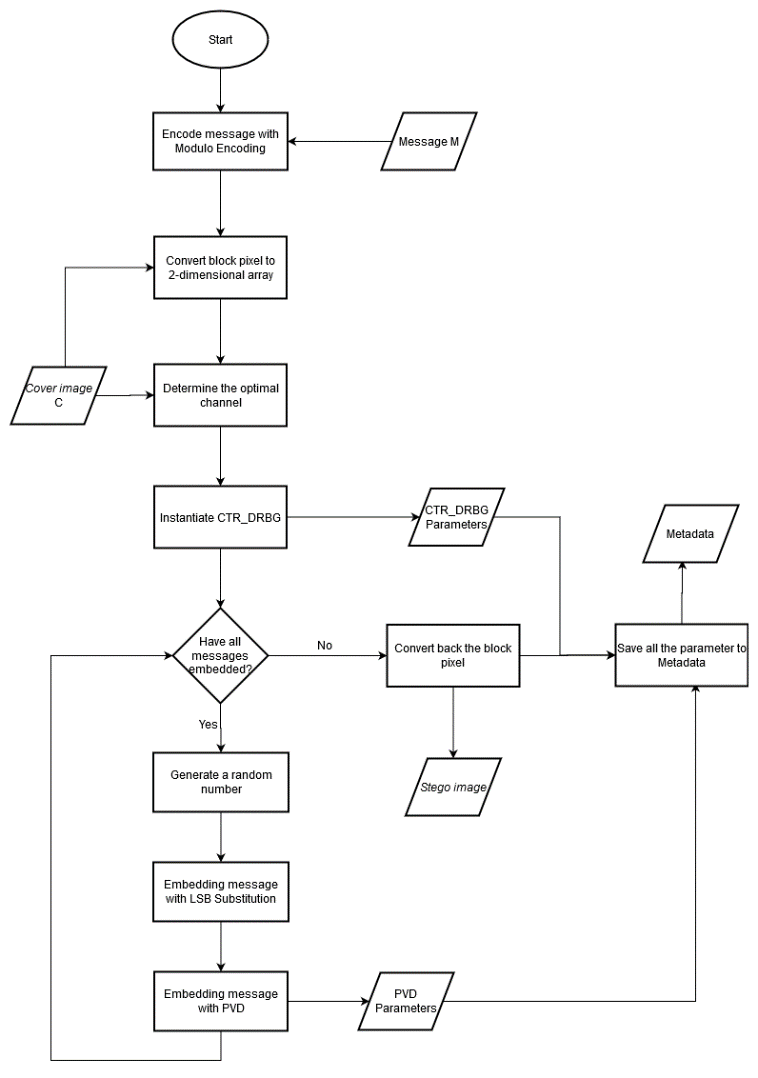 Start
Encode message with
Modulo Encoding
Message M
Convert block pixel to
2-dimensional array
Cover image
C
Determine the optimal
channel
Instantiate CTR_DRBG
CTR_DRBG
Parameters
Metadata
Have all
messages
embedded?
No
Convert back the block
pixel
Save all the parameter to
Metadata
Yes
Generate a random
number
Stego image
Embedding message
with LSB Substitution
Embedding message
with PVD
PVD
Parameters